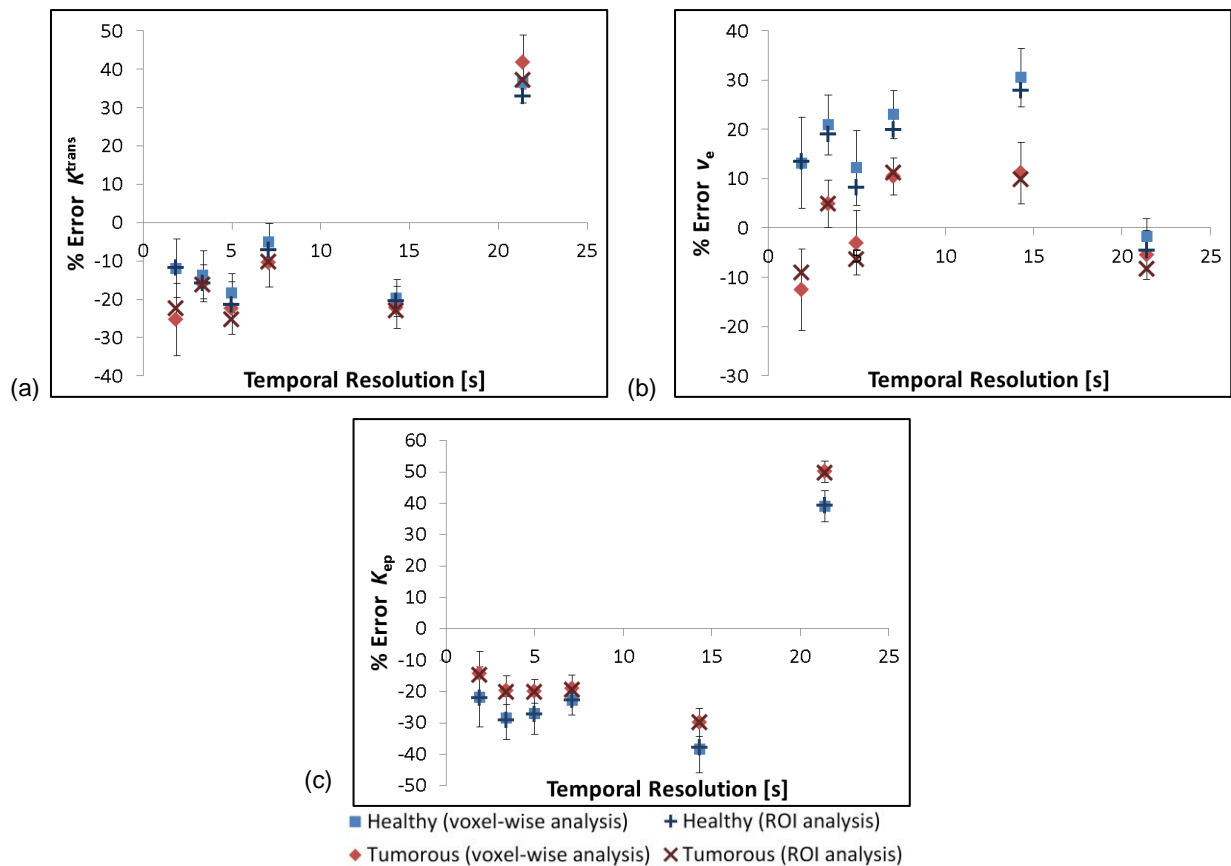 50
40
30
20
10
0
-10
-20
-30
-40
0 5 10 15 20 25
% Error Kᵗʳᵃⁿˢ
Temporal Resolution [s]
(a)
40
30
20
10
0
-10
-20
-30
0 5 10 15 20 25
% Error vₑ
Temporal Resolution [s]
(b)
60
50
40
30
20
10
0
-10
-20
-30
-40
-50
0 5 10 15 20 25
% Error Kₑₚ
Temporal Resolution [s]
(c)
Healthy (voxel-wise analysis) Healthy (ROI analysis)
Tumorous (voxel-wise analysis) Tumorous (ROI analysis)